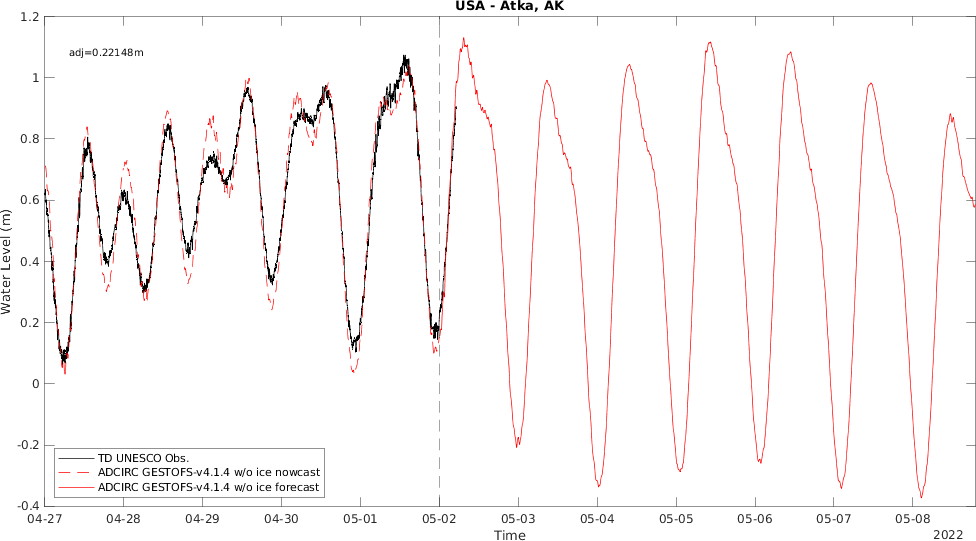 USA - Atka, AK
adj=0.22148m
Water Level (m)
1.2
1
0.8
0.6
0.4
0.2
0
-0.2
-0.4
TD UNESCO Obs.
ADCIRC GESTOFS-v4.1.4 w/o ice nowcast
ADCIRC GESTOFS-v4.1.4 w/o ice forecast
04-27 04-28 04-29 04-30 05-01 05-02 05-03 05-04 05-05 05-06 05-07 05-08
Time
2022